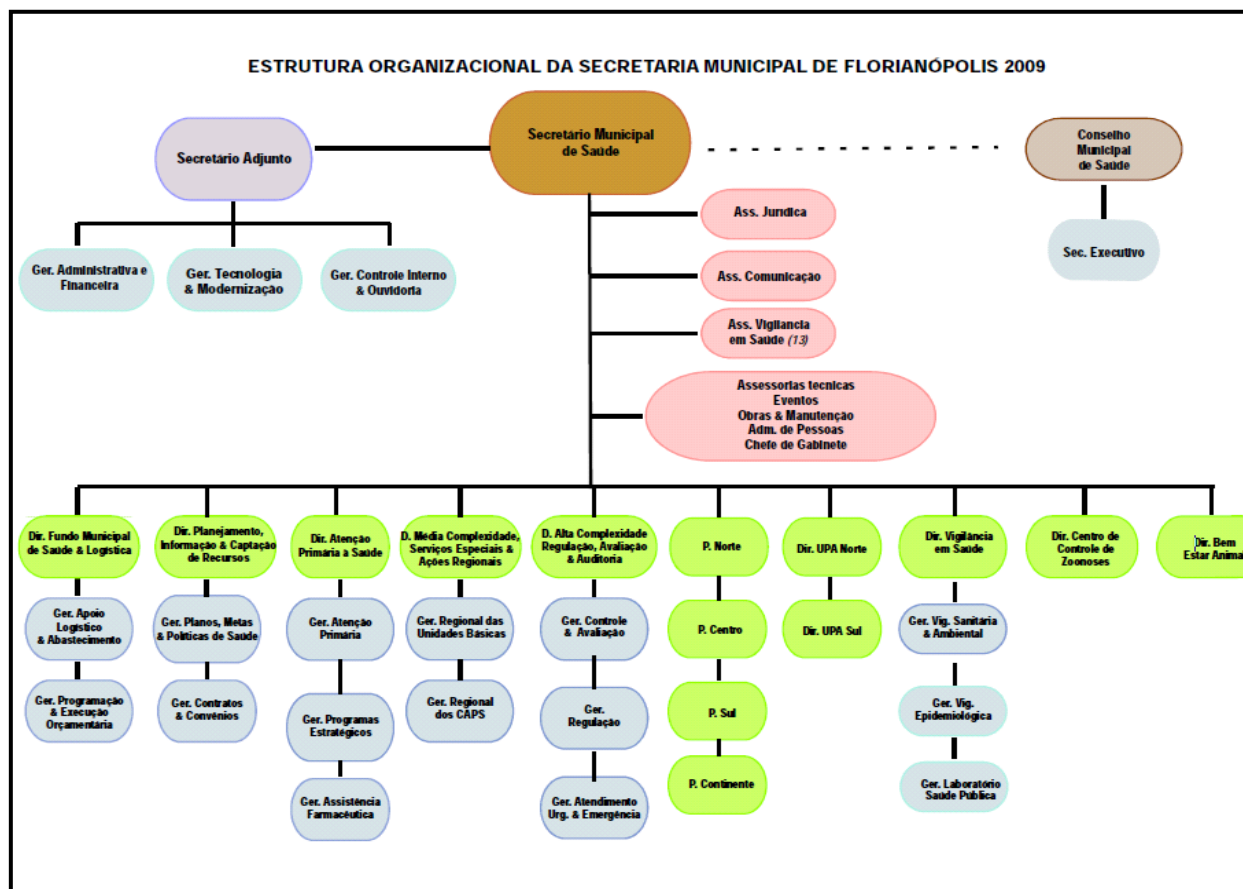 ESTRUTURA ORGANIZACIONAL DA SECRETARIA MUNICIPAL DE FLORIANÓPOLIS 2009
Secretário Adjunto
Secretário Municipal
de Saúde
Conselho
Municipal
de Saúde
Ass. Jurídica
Sec. Executivo
Ger. Administrativa e
Financeira
Ger. Tecnologia
& Modernização
Ger. Controle Interno
& Ouvidoria
Ass. Comunicação
Ass. Vigilância
em Saúde (13)
Assessorias tecnicas
Eventos
Obras & Manutenção
Adm. de Pessoas
Chefe de Gabinete
Dir. Fundo Municipal
de Saúde & Logística
Dir. Planejamento,
Informação & Captação
de Recursos
Dir. Atenção
Primária à Saúde
D. Média Complexidade,
Serviços Especiais &
Ações Regionais
D. Alta Complexidade
Regulação, Avaliação
& Auditoria
P. Norte
Dir. UPA Norte
Dir. Vigilância
em Saúde
Dir. Centro de
Controle de
Zoonoses
Dir. Bem
Estar Animal
Ger. Apoio
Logístico
& Abastecimento
Ger. Planos, Metas
& Políticas de Saúde
Ger. Atenção
Primária
Ger. Regional das
Unidades Básicas
Ger. Controle
& Avaliação
P. Centro
Dir. UPA Sul
Ger. Vig. Sanitária
& Ambiental
Ger. Programação
& Execução
Orçamentária
Ger. Contratos
& Convênios
Ger. Programas
Estratégicos
Ger. Regional
dos CAPS
Ger.
Regulação
P. Sul
Ger. Vig.
Epidemiológica
Ger. Assistência
Farmacêutica
Ger. Atendimento
Urg. & Emergência
P. Continente
Ger. Laboratório
Saúde Pública